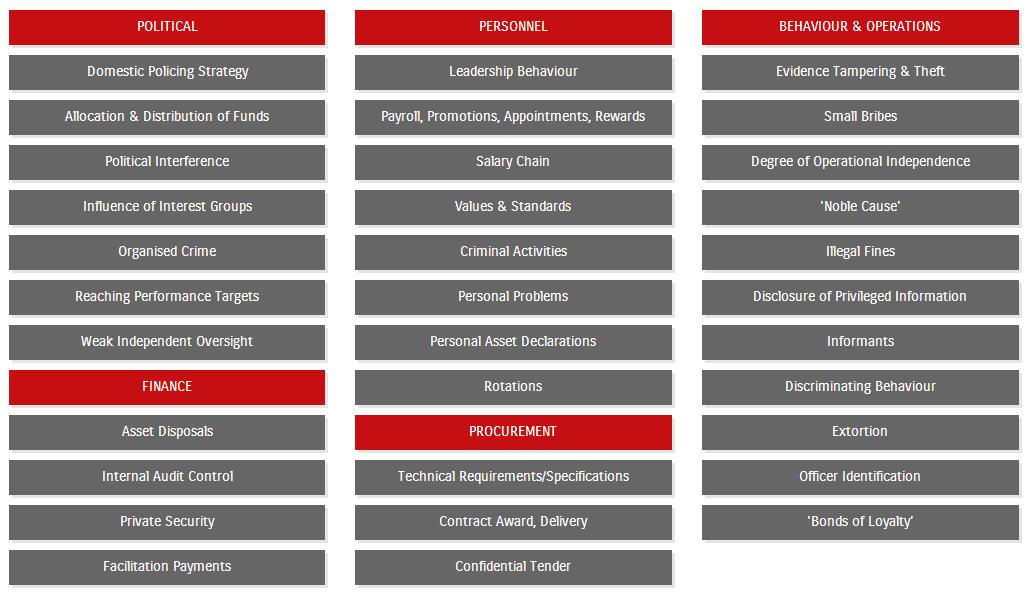 POLITICAL
Domestic Policing Strategy
Allocation & Distribution of Funds
Political Interference
Influence of Interest Groups
Organised Crime
Reaching Performance Targets
Weak Independent Oversight
FINANCE
Asset Disposals
Internal Audit Control
Private Security
Facilitation Payments
PERSONNEL
Leadership Behaviour
Payroll, Promotions, Appointments, Rewards
Salary Chain
Values & Standards
Criminal Activities
Personal Problems
Personal Asset Declarations
Rotations
PROCUREMENT
Technical Requirements/Specifications
Contract Award, Delivery
Confidential Tender
BEHAVIOUR & OPERATIONS
Evidence Tampering & Theft
Small Bribes
Degree of Operational Independence
'Noble Cause'
Illegal Fines
Disclosure of Privileged Information
Informants
Discriminating Behaviour
Extortion
Officer Identification
'Bonds of Loyalty'